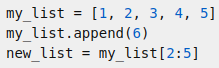 my_list = [1, 2, 3, 4, 5]
my_list.append(6)
new_list = my_list[2:5]